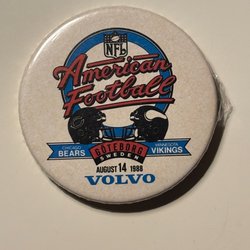 NFL
American
Football
CHICAGO
BEARS
MINNESOTA
VIKINGS
GÖTEBORG
SWEDEN
AUGUST 14 1988
VOLVO